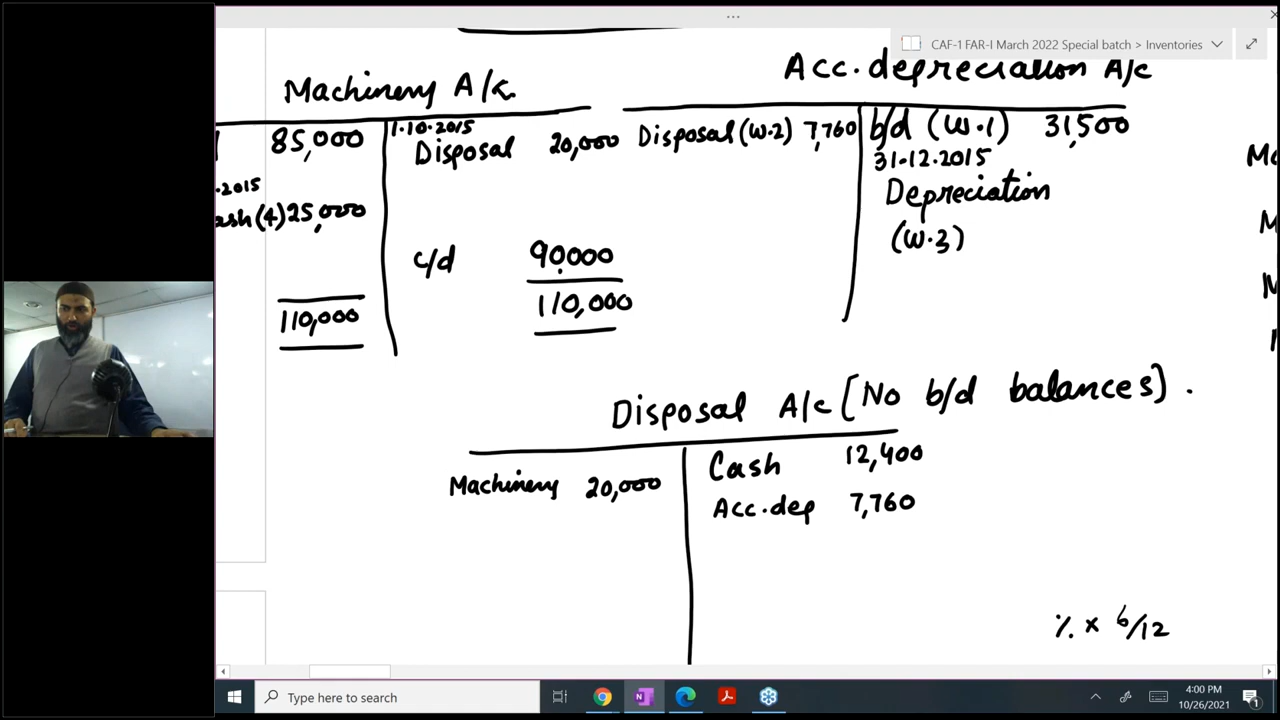 CAF-1 FAR-I March 2022 Special batch > Inventories
Machinery A/c
85,000
1.10.2015
Disposal 20,000
.2015
ash (4) 25,000
c/d 90,000
110,000
110,000
Acc. depreciation A/c
Disposal (W.2) 7,760
b/d (W.1) 31,500
31.12.2015
Depreciation
(W.3)
Disposal A/c [No b/d balances].
Machinery 20,000
Cash 12,400
Acc.dep 7,760
% × 6/12
Type here to search
4:00 PM
10/26/2021
1